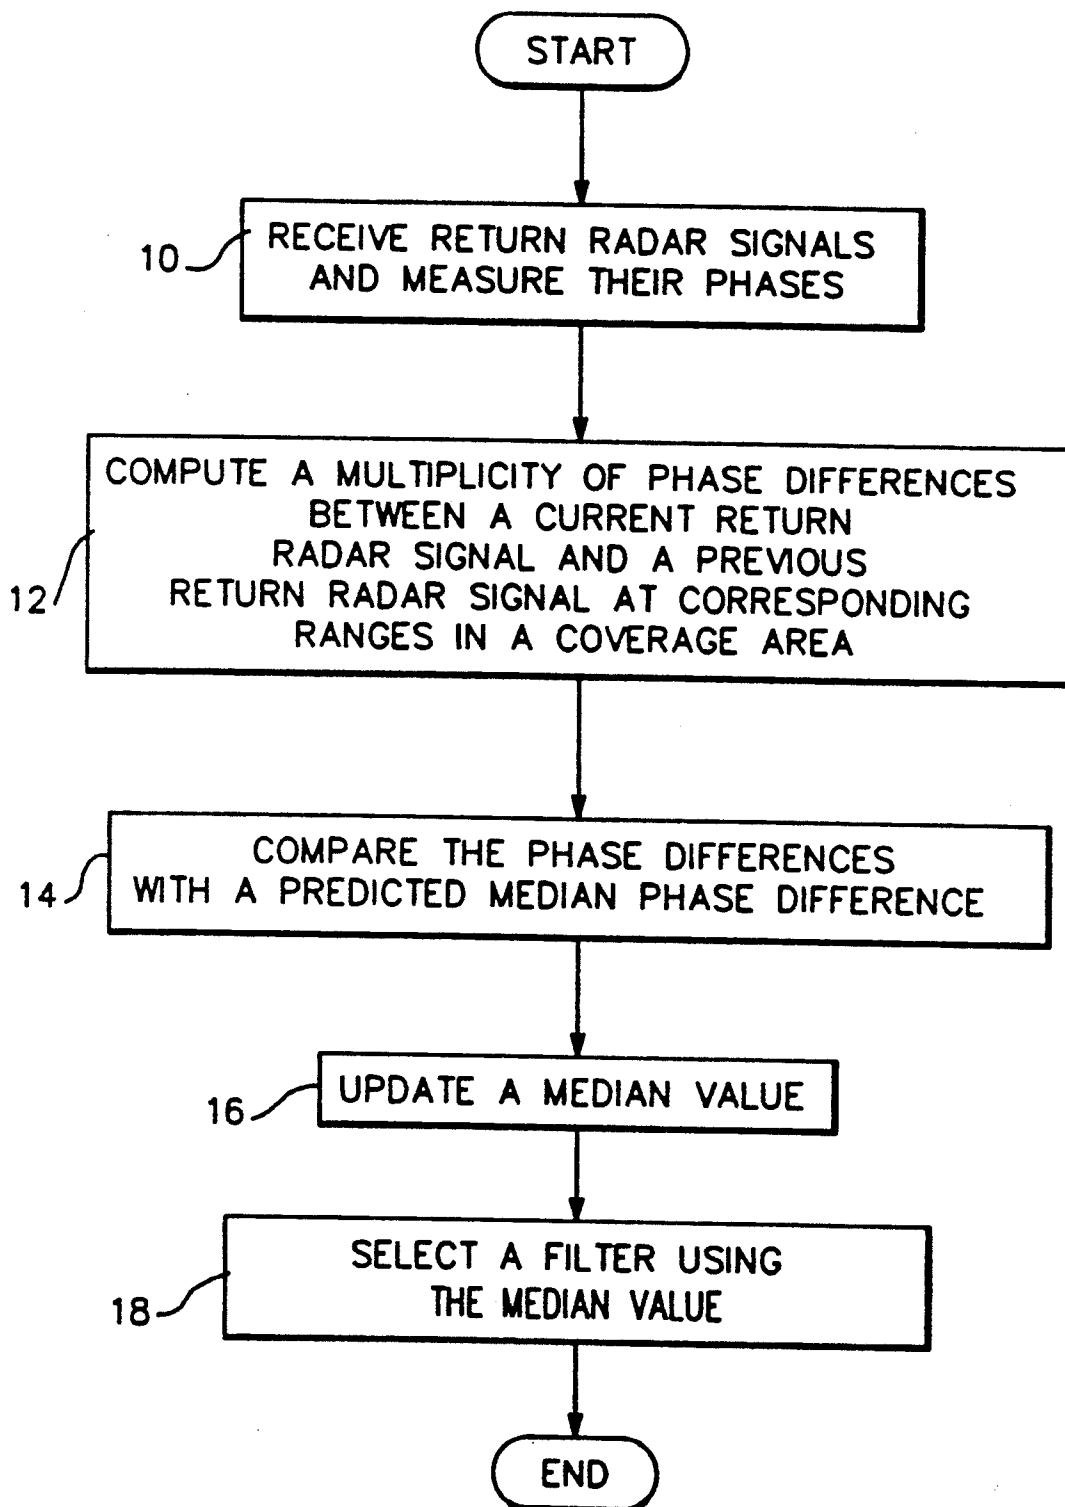 START
10
RECEIVE RETURN RADAR SIGNALS
AND MEASURE THEIR PHASES
12
COMPUTE A MULTIPLICITY OF PHASE DIFFERENCES
BETWEEN A CURRENT RETURN
RADAR SIGNAL AND A PREVIOUS
RETURN RADAR SIGNAL AT CORRESPONDING
RANGES IN A COVERAGE AREA
14
COMPARE THE PHASE DIFFERENCES
WITH A PREDICTED MEDIAN PHASE DIFFERENCE
16
UPDATE A MEDIAN VALUE
18
SELECT A FILTER USING
THE MEDIAN VALUE
END